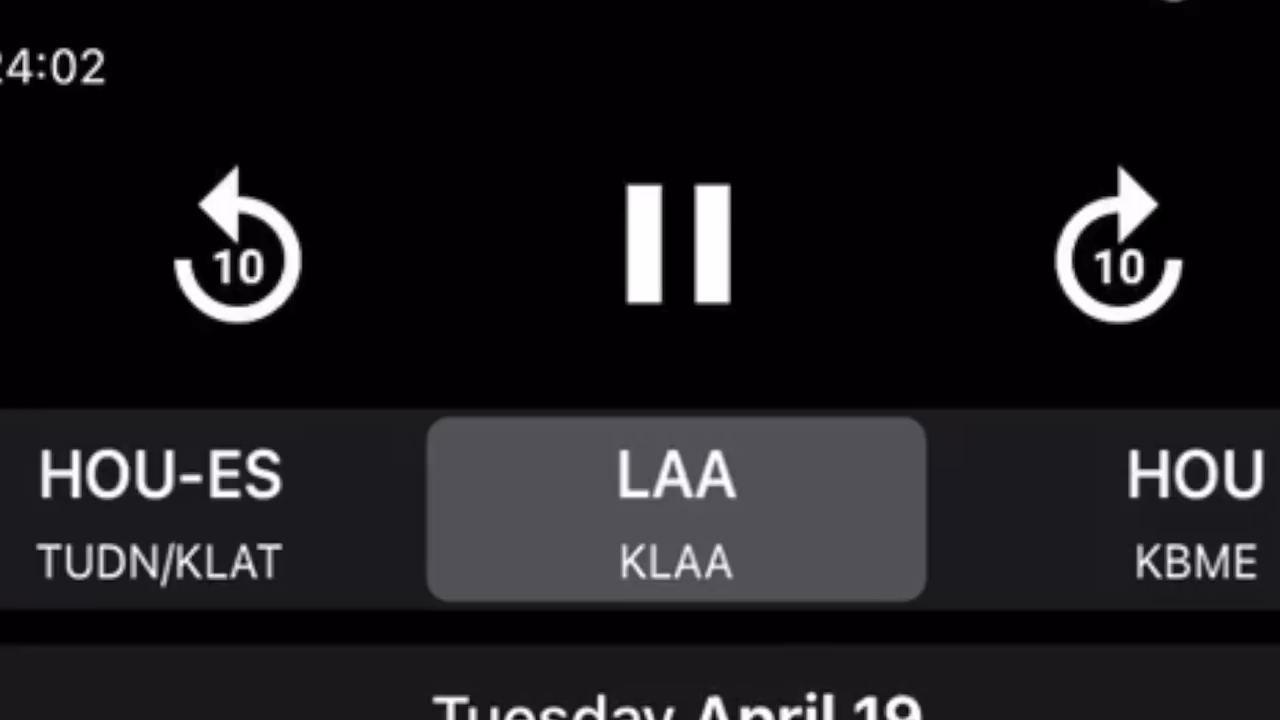 24:02
10 10
HOU-ES LAA HOU
TUDN/KLAT KLAA KBME
Tuesday April 19